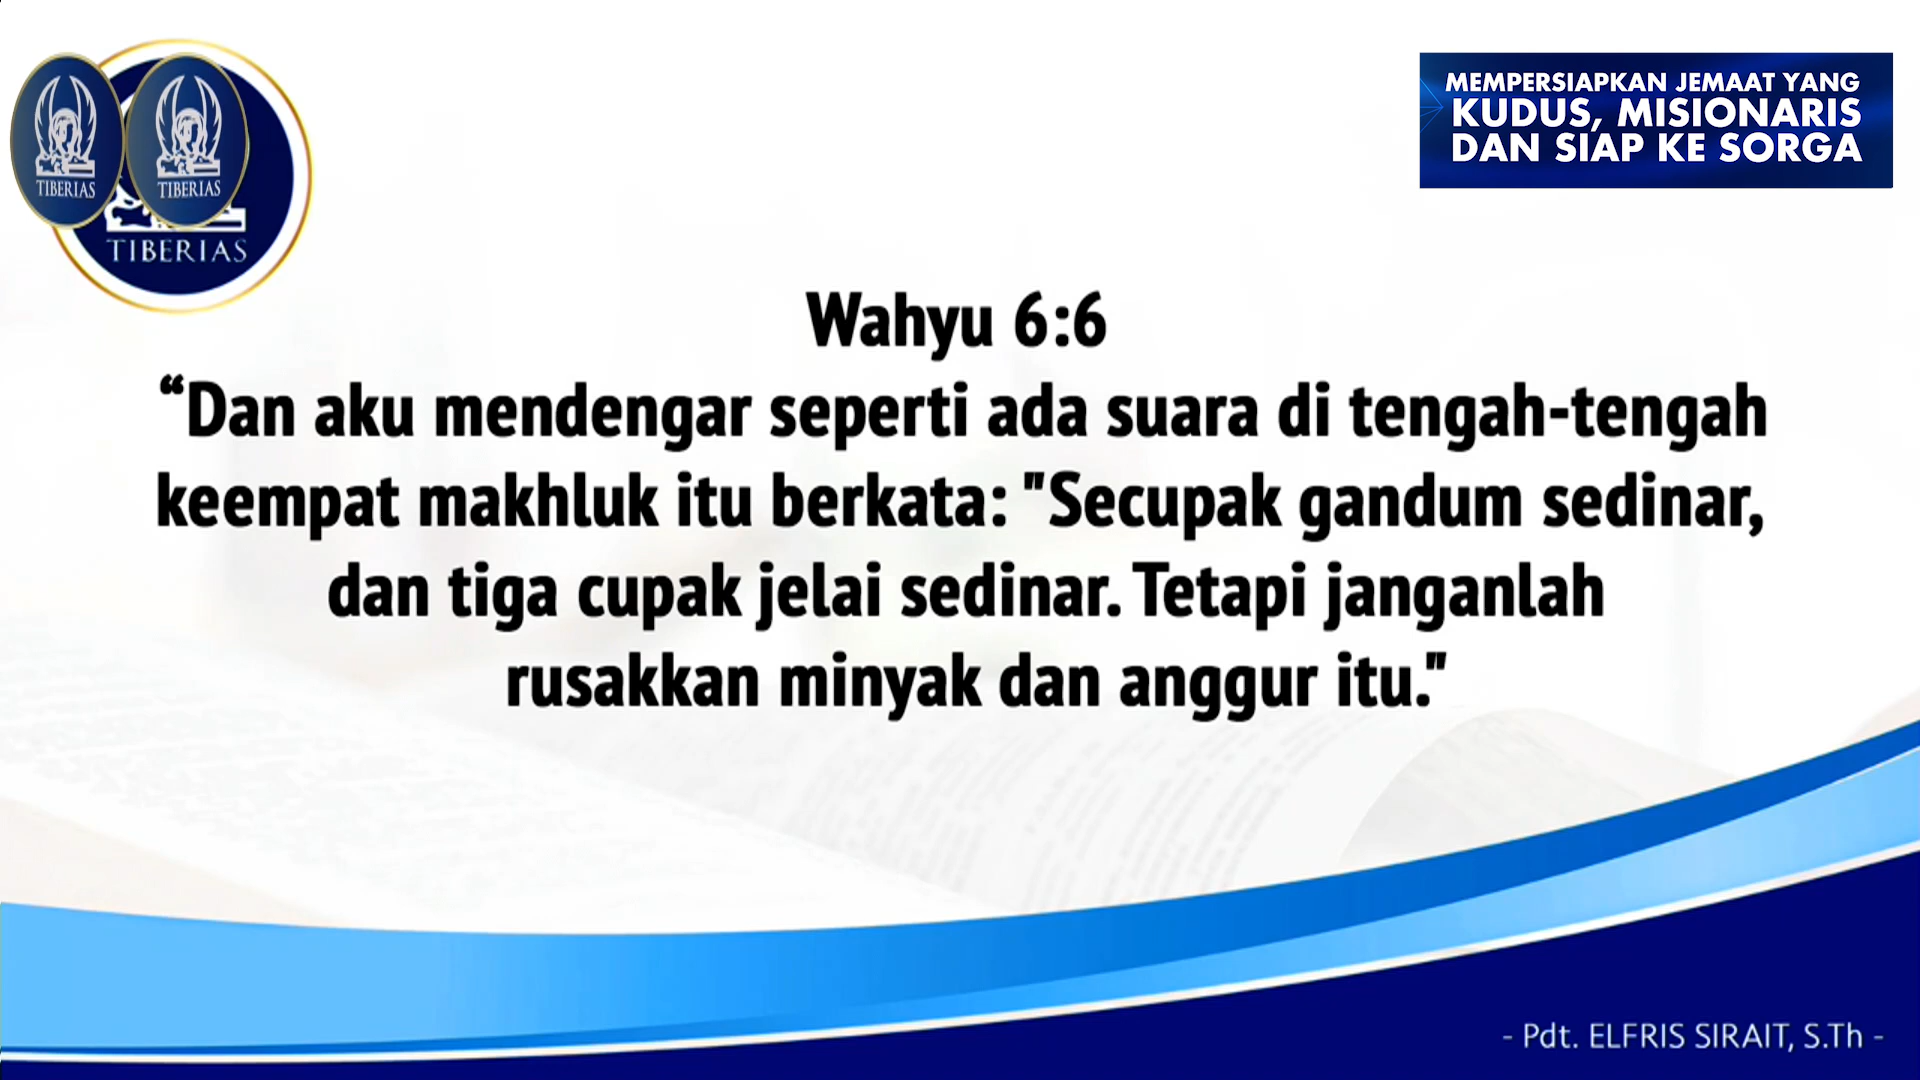 TIBERIAS
TIBERIAS
TIBERIAS
MEMPERSIAPKAN JEMAAT YANG
KUDUS, MISIONARIS
DAN SIAP KE SORGA
Wahyu 6:6
“Dan aku mendengar seperti ada suara di tengah-tengah
keempat makhluk itu berkata: "Secupak gandum sedinar,
dan tiga cupak jelai sedinar. Tetapi janganlah
rusakkan minyak dan anggur itu."
- Pdt. ELFRIS SIRAIT, S.Th -